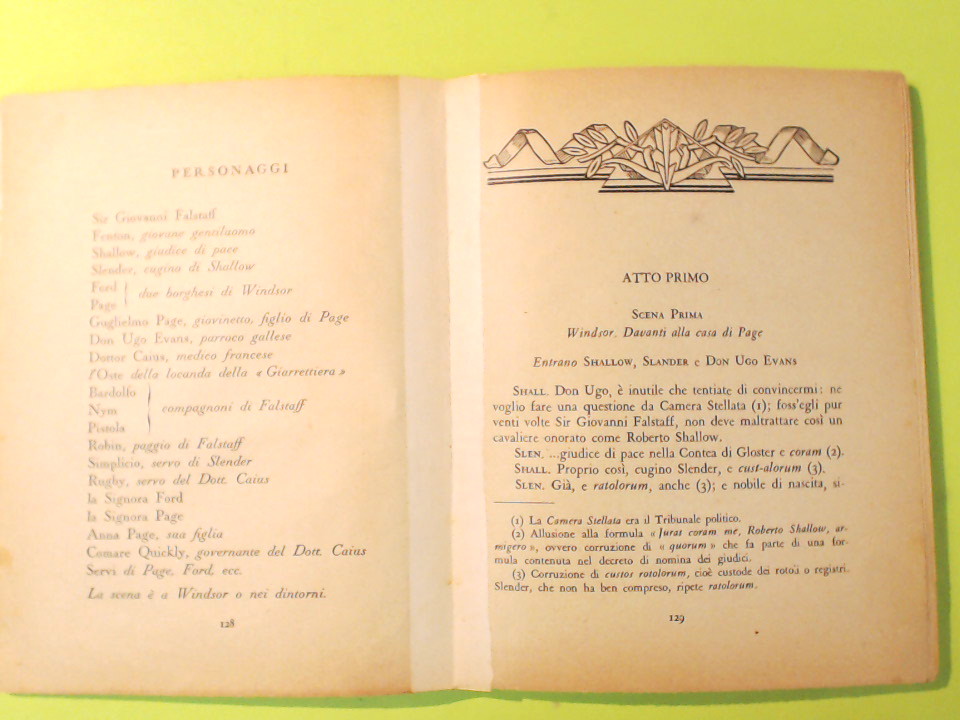 PERSONAGGI
Sir Giovanni Falstaff
Fenton, giovane gentiluomo
Shallow, giudice di pace
Slender, cugino di Shallow
Ford
Page
due borghesi di Windsor
Guglielmo Page, giovinetto, figlio di Page
Don Ugo Evans, parroco gallese
Dottor Caius, medico francese
l'Oste della locanda della « Giarrettiera »
Bardolfo
Nym
Pistola
compagnoni di Falstaff
Robin, paggio di Falstaff
Simplicio, servo di Slender
Rugby, servo del Dott. Caius
la Signora Ford
la Signora Page
Anna Page, sua figlia
Comare Quickly, governante del Dott. Caius
Servi di Page, Ford, ecc.
La scena è a Windsor o nei dintorni.
128
ATTO PRIMO
SCENA PRIMA
Windsor. Davanti alla casa di Page
Entrano SHALLOW, SLANDER e DON UGO EVANS
SHALL. Don Ugo, è inutile che tentiate di convincermi: ne
voglio fare una questione da Camera Stellata (1); foss'egli pur
venti volte Sir Giovanni Falstaff, non deve maltrattare così un
cavaliere onorato come Roberto Shallow.
SLEN. ...giudice di pace nella Contea di Gloster e coram (2).
SHALL. Proprio così, cugino Slender, e cust-alorum (3).
SLEN. Già, e ratolorum, anche (3); e nobile di nascita, si-
(1) La Camera Stellata era il Tribunale politico.
(2) Allusione alla formula « Jurat coram me, Roberto Shallow, ar-
migero », ovvero corruzione di « quorum » che fa parte di una for-
mula contenuta nel decreto di nomina dei giudici.
(3) Corruzione di custos rotolorum, cioè custode dei rotoli o registri.
Slender, che non ha ben compreso, ripete ratolorum.
129